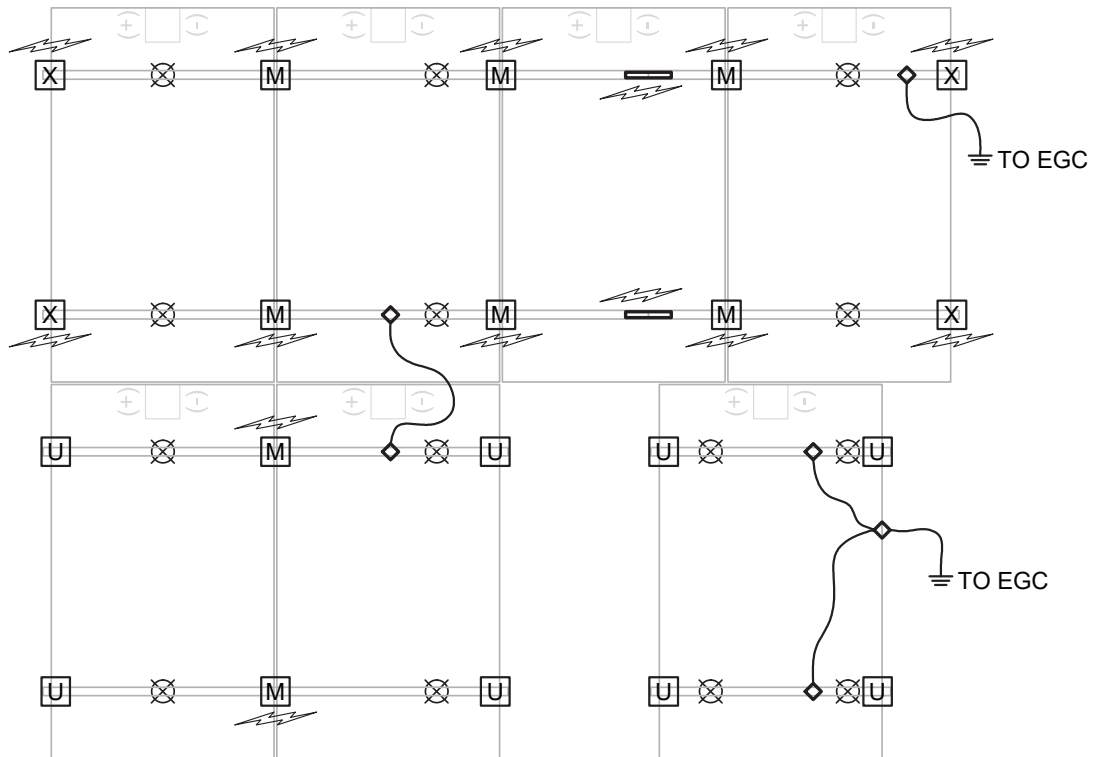 (+) (-) (+) (-) (+) (-) (+) (-)
X M M M X
TO EGC
X M M M X
(+) (-) (+) (-) (+) (-)
U M U U U
TO EGC
U M U U U